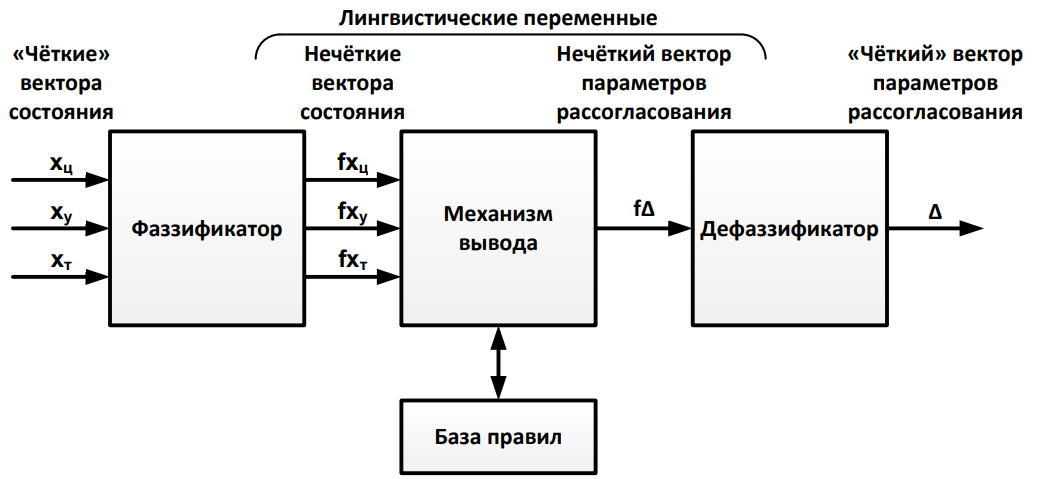 Лингвистические переменные
«Чёткие»
вектора
состояния
Нечёткие
вектора
состояния
Нечёткий вектор
параметров
рассогласования
«Чёткий» вектор
параметров
рассогласования
xц
xу
xт
Фаззификатор
fxц
fxу
fxт
Механизм
вывода
fΔ
Дефаззификатор
Δ
База правил